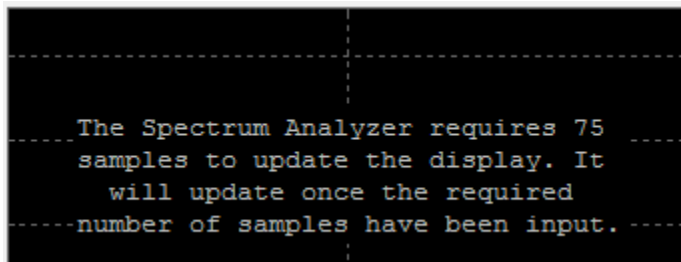 The Spectrum Analyzer requires 75
samples to update the display. It
will update once the required
number of samples have been input.